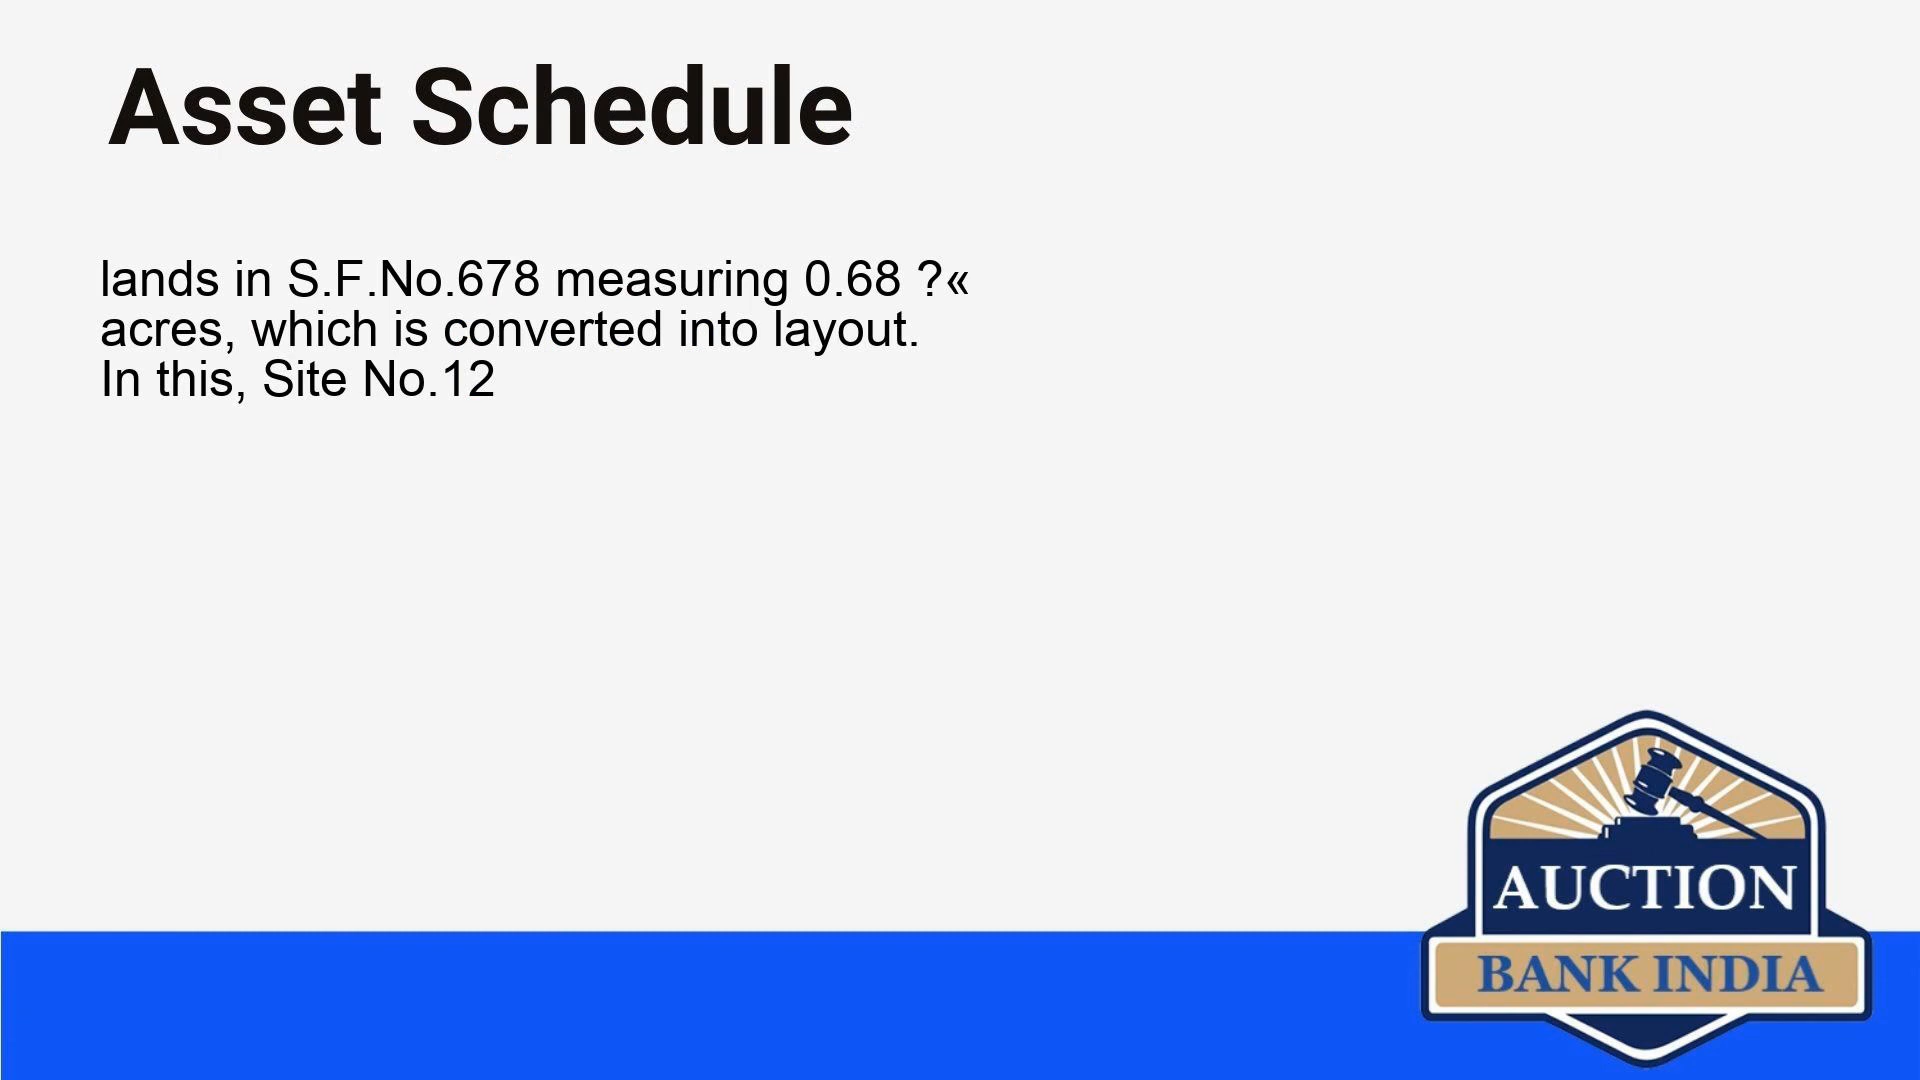 Asset Schedule
lands in S.F.No.678 measuring 0.68 ?«
acres, which is converted into layout.
In this, Site No.12
AUCTION
BANK INDIA